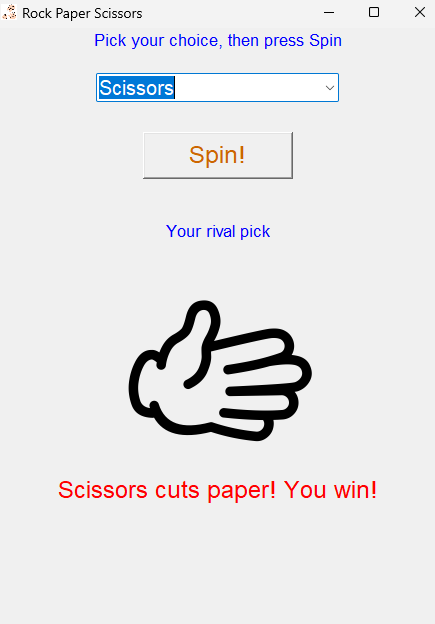 Rock Paper Scissors
Pick your choice, then press Spin
Scissors
Spin!
Your rival pick
Scissors cuts paper! You win!